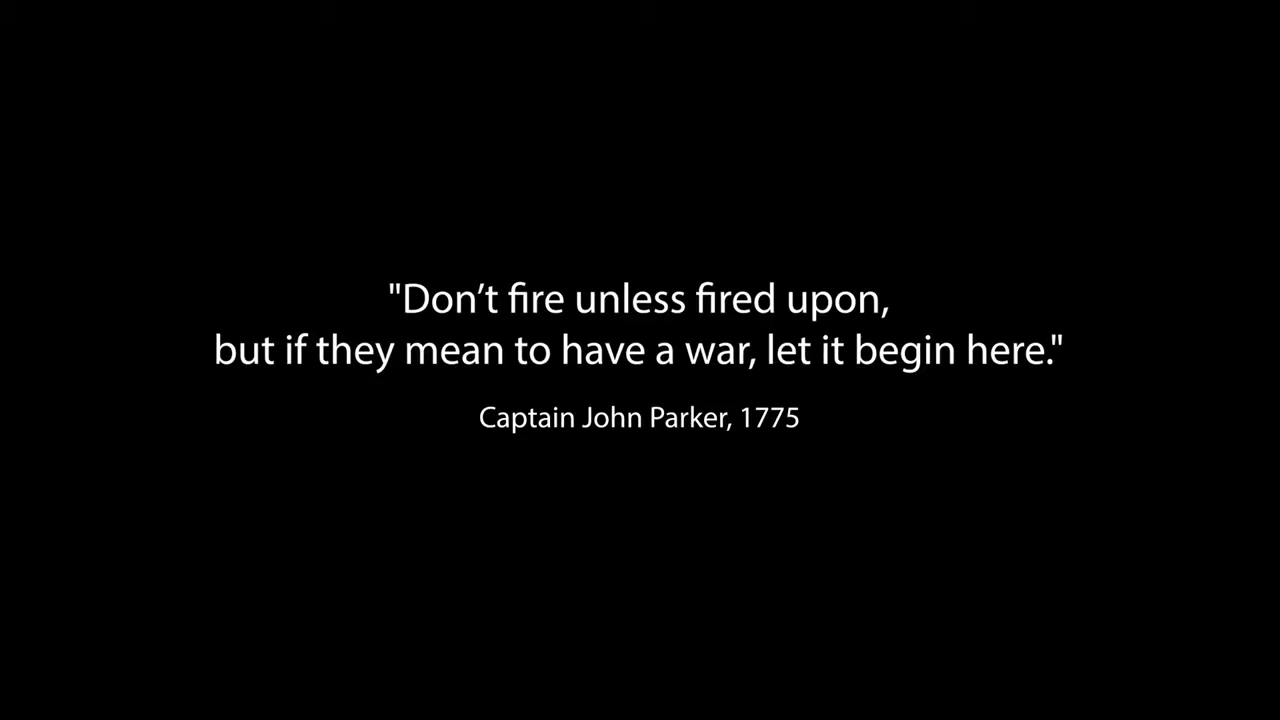 "Don’t fire unless fired upon,
but if they mean to have a war, let it begin here."
Captain John Parker, 1775